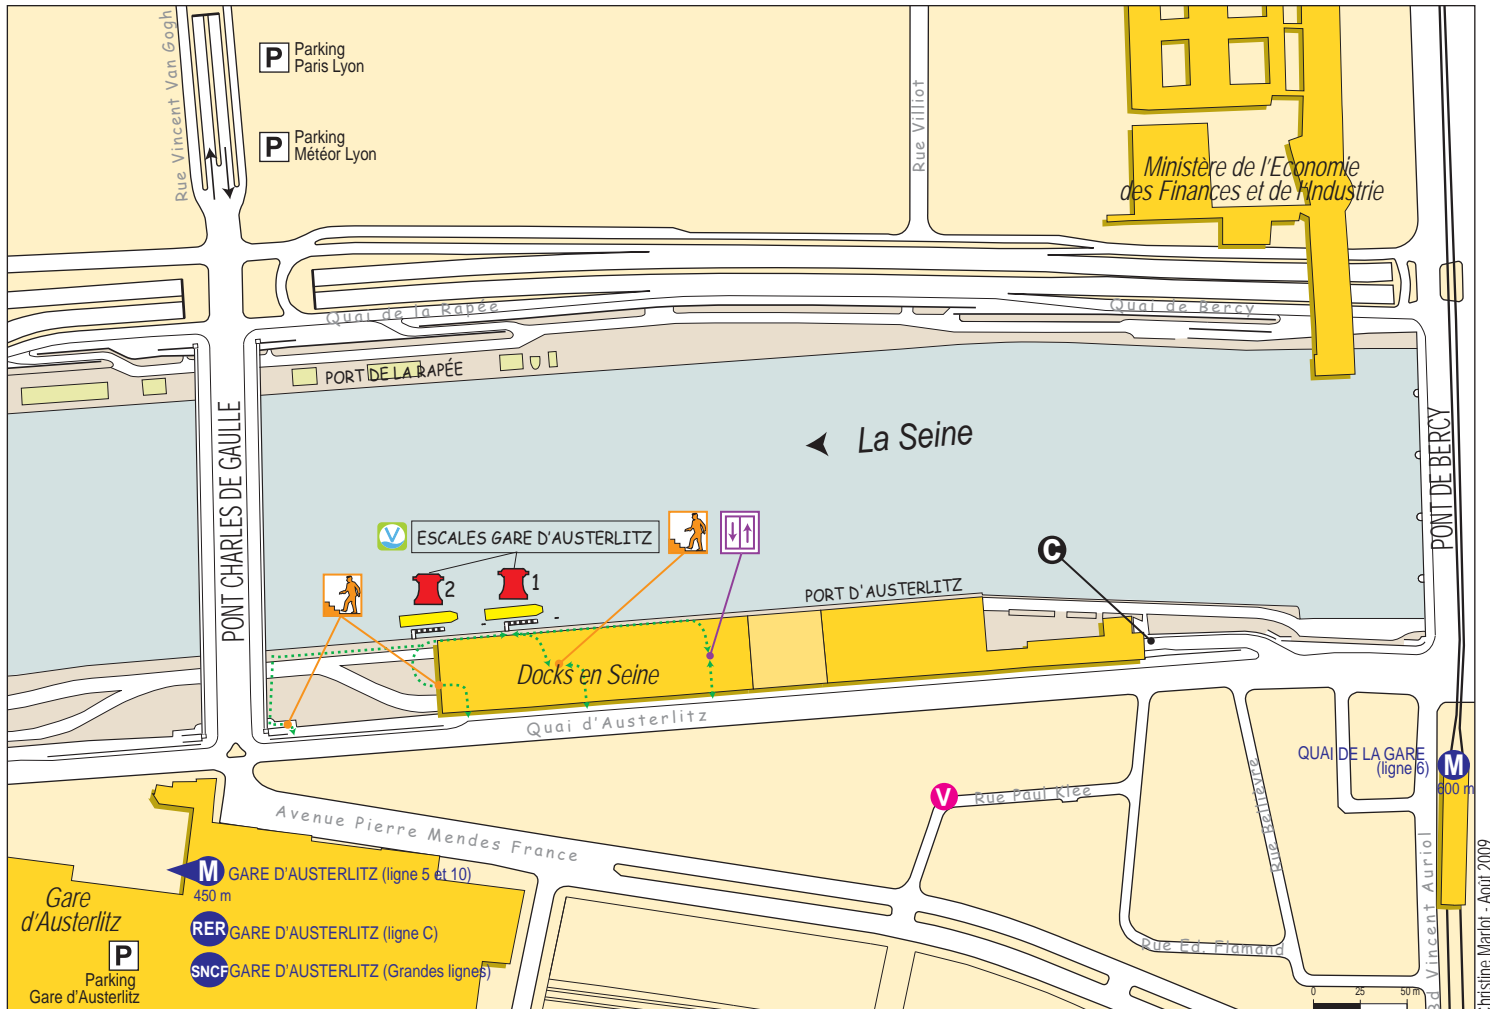 Rue Vincent Van Gogh
P Parking
Paris Lyon
P Parking
Météor Lyon
Rue Villiot
Ministère de l'Economie
des Finances et de l'Industrie
Quai de la Rapée
Quai de Bercy
PORT DE LA RAPÉE
La Seine
PONT CHARLES DE GAULLE
PONT DE BERCY
V ESCALES GARE D'AUSTERLITZ
2
1
C
PORT D'AUSTERLITZ
Docks en Seine
Quai d'Austerlitz
QUAI DE LA GARE
(ligne 6)
M
600 m
V
Rue Paul Klee
Rue Bellièvre
Avenue Pierre Mendes France
M GARE D'AUSTERLITZ (ligne 5 et 10)
450 m
Gare
d'Austerlitz
RER GARE D'AUSTERLITZ (ligne C)
SNCF GARE D'AUSTERLITZ (Grandes lignes)
P
Parking
Gare d'Austerlitz
Rue Ed. Flamand
Bd Vincent Auriol
0 25 50 m
Christine Marlot - Août 2009